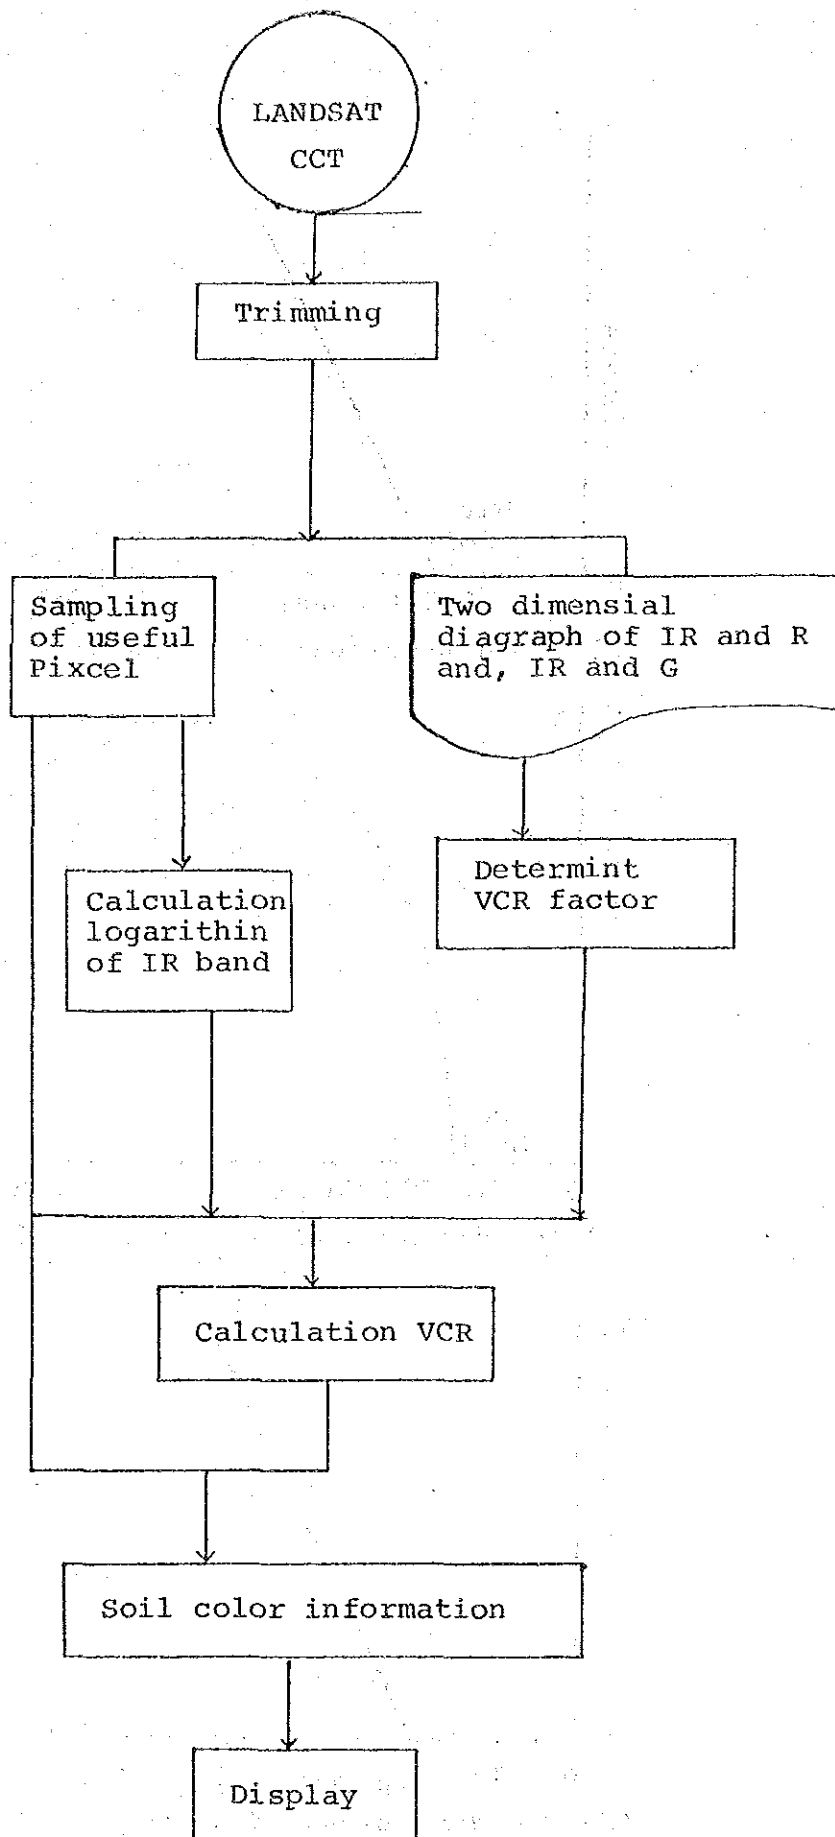 LANDSAT
CCT
Trimming
Sampling
of useful
Pixcel
Two dimensial
diagraph of IR and R
and, IR and G
Calculation
logarithin
of IR band
Determint
VCR factor
Calculation VCR
Soil color information
Display